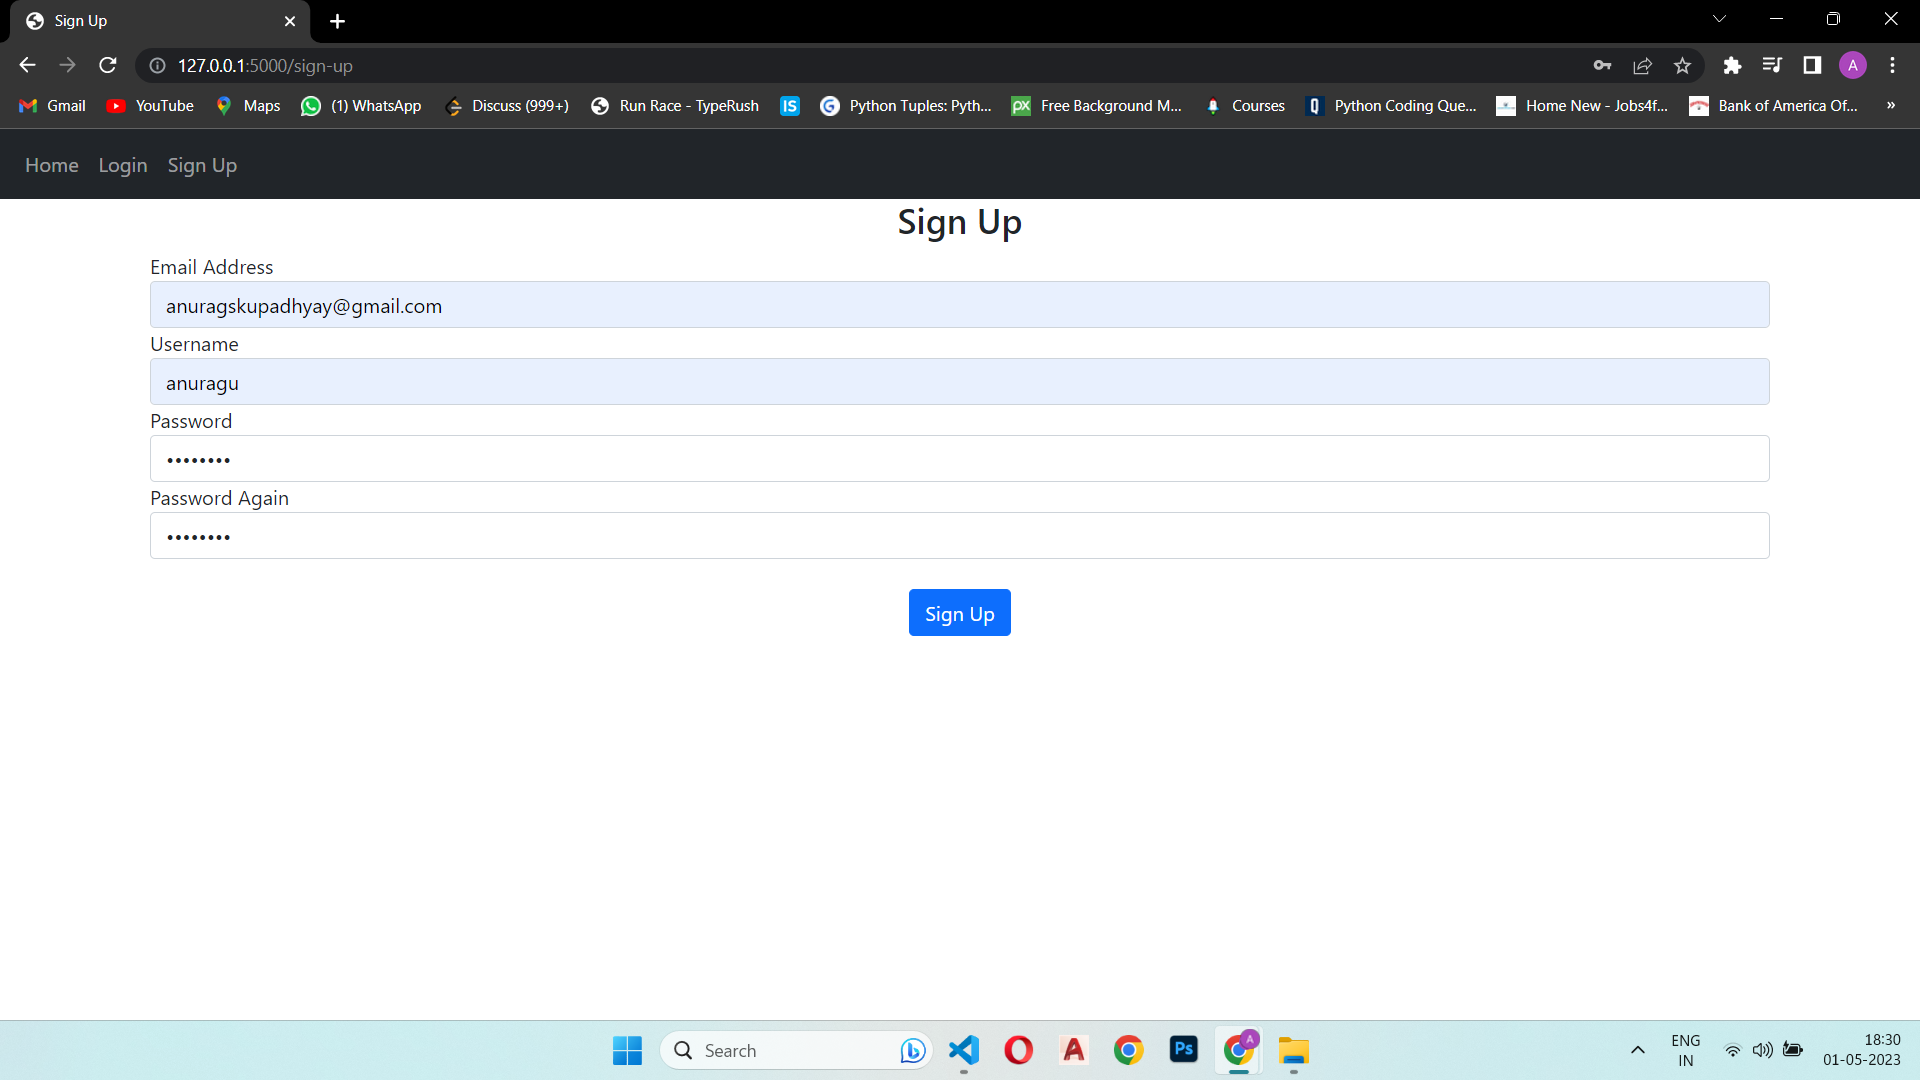 Sign Up
127.0.0.1:5000/sign-up
A
Gmail YouTube Maps (1) WhatsApp Discuss (999+) Run Race - TypeRush IS Python Tuples: Pyth... PX Free Background M... Courses Python Coding Que... Home New - Jobs4f... Bank of America Of... »
Home Login Sign Up
Sign Up
Email Address
anuragskupadhyay@gmail.com
Username
anuragu
Password
••••••••
Password Again
••••••••
Sign Up
Search
Ps
A
ENG
IN
18:30
01-05-2023